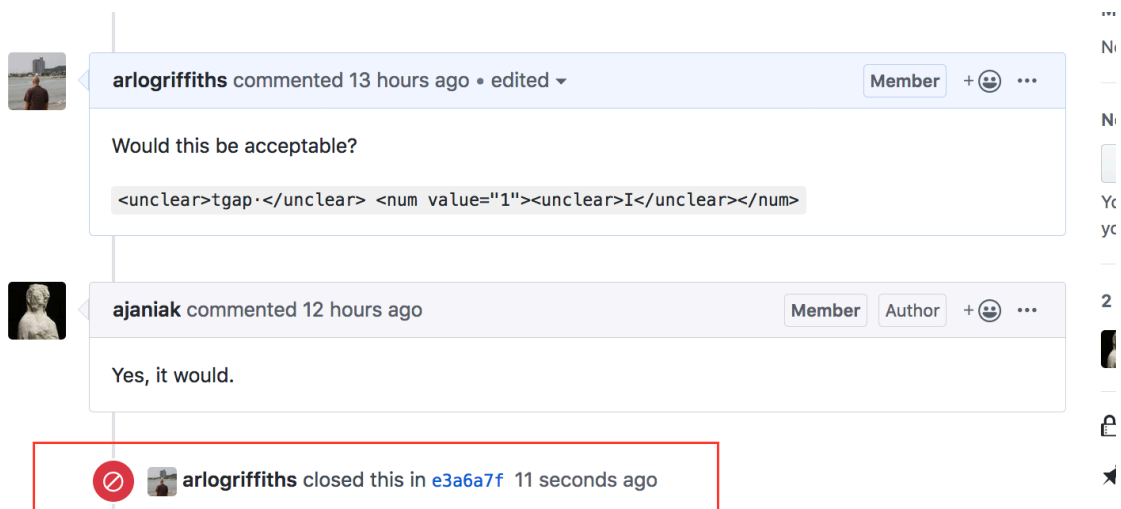 arlogriffiths commented 13 hours ago • edited
Member
Would this be acceptable?
<unclear>tgap·</unclear> <num value="1"><unclear>I</unclear></num>
ajaniak commented 12 hours ago
Member Author
Yes, it would.
arlogriffiths closed this in e3a6a7f 11 seconds ago
2